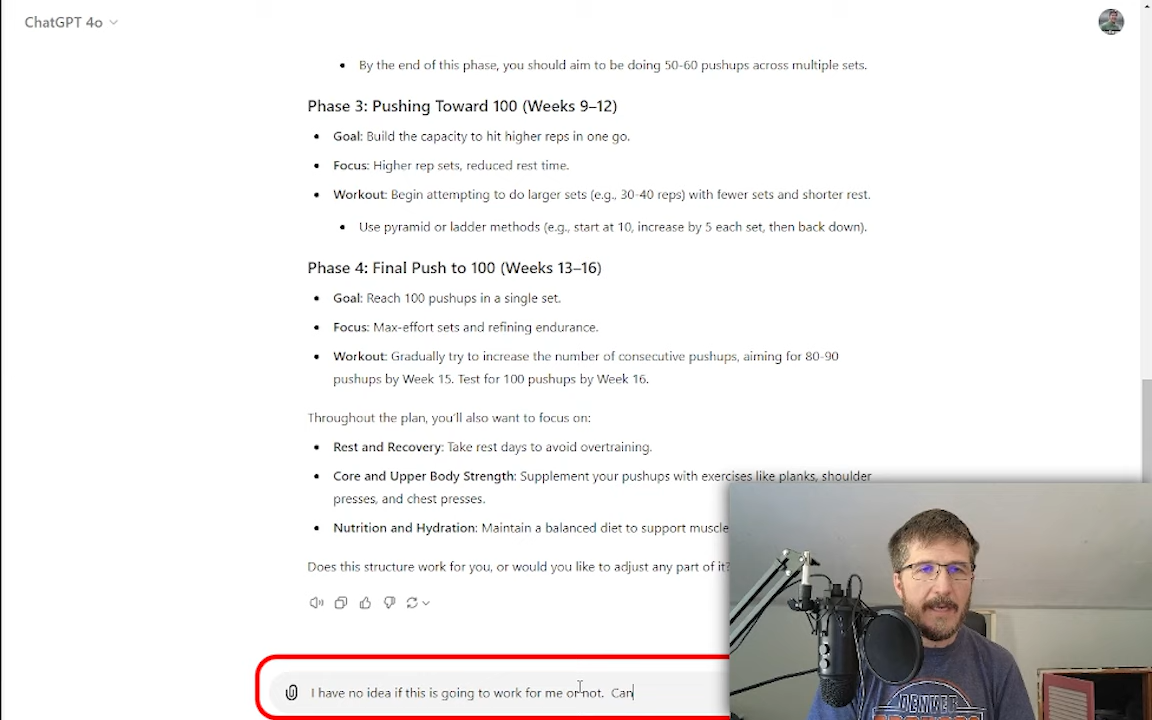 ChatGPT 4o
By the end of this phase, you should aim to be doing 50-60 pushups across multiple sets.
Phase 3: Pushing Toward 100 (Weeks 9–12)
Goal: Build the capacity to hit higher reps in one go.
Focus: Higher rep sets, reduced rest time.
Workout: Begin attempting to do larger sets (e.g., 30-40 reps) with fewer sets and shorter rest.
Use pyramid or ladder methods (e.g., start at 10, increase by 5 each set, then back down).
Phase 4: Final Push to 100 (Weeks 13–16)
Goal: Reach 100 pushups in a single set.
Focus: Max-effort sets and refining endurance.
Workout: Gradually try to increase the number of consecutive pushups, aiming for 80-90
pushups by Week 15. Test for 100 pushups by Week 16.
Throughout the plan, you'll also want to focus on:
Rest and Recovery: Take rest days to avoid overtraining.
Core and Upper Body Strength: Supplement your pushups with exercises like planks, shoulder
presses, and chest presses.
Nutrition and Hydration: Maintain a balanced diet to support muscle
Does this structure work for you, or would you like to adjust any part of it?
I have no idea if this is going to work for me or not. Can
DENVER